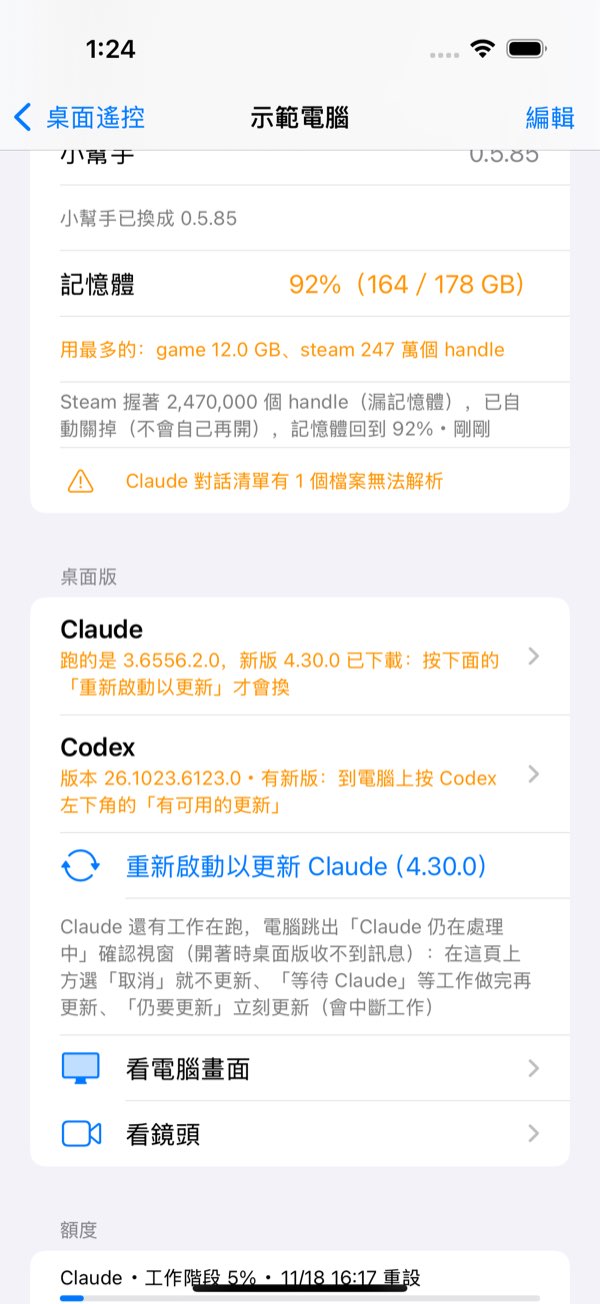 1:24
桌面遙控
示範電腦
編輯
小幫手 0.5.85
小幫手已換成 0.5.85
記憶體 92%（164 / 178 GB）
用最多的：game 12.0 GB、steam 247 萬個 handle
Steam 握著 2,470,000 個 handle（漏記憶體），已自
動關掉（不會自己再開），記憶體回到 92%・剛剛
Claude 對話清單有 1 個檔案無法解析
桌面版
Claude
跑的是 3.6556.2.0，新版 4.30.0 已下載：按下面的
「重新啟動以更新」才會換
Codex
版本 26.1023.6123.0・有新版：到電腦上按 Codex
左下角的「有可用的更新」
重新啟動以更新 Claude（4.30.0）
Claude 還有工作在跑，電腦跳出「Claude 仍在處理
中」確認視窗（開著時桌面版收不到訊息）：在這頁上
方選「取消」就不更新、「等待 Claude」等工作做完再
更新、「仍要更新」立刻更新（會中斷工作）
看電腦畫面
看鏡頭
額度
Claude・工作階段 5%・11/18 16:17 重設